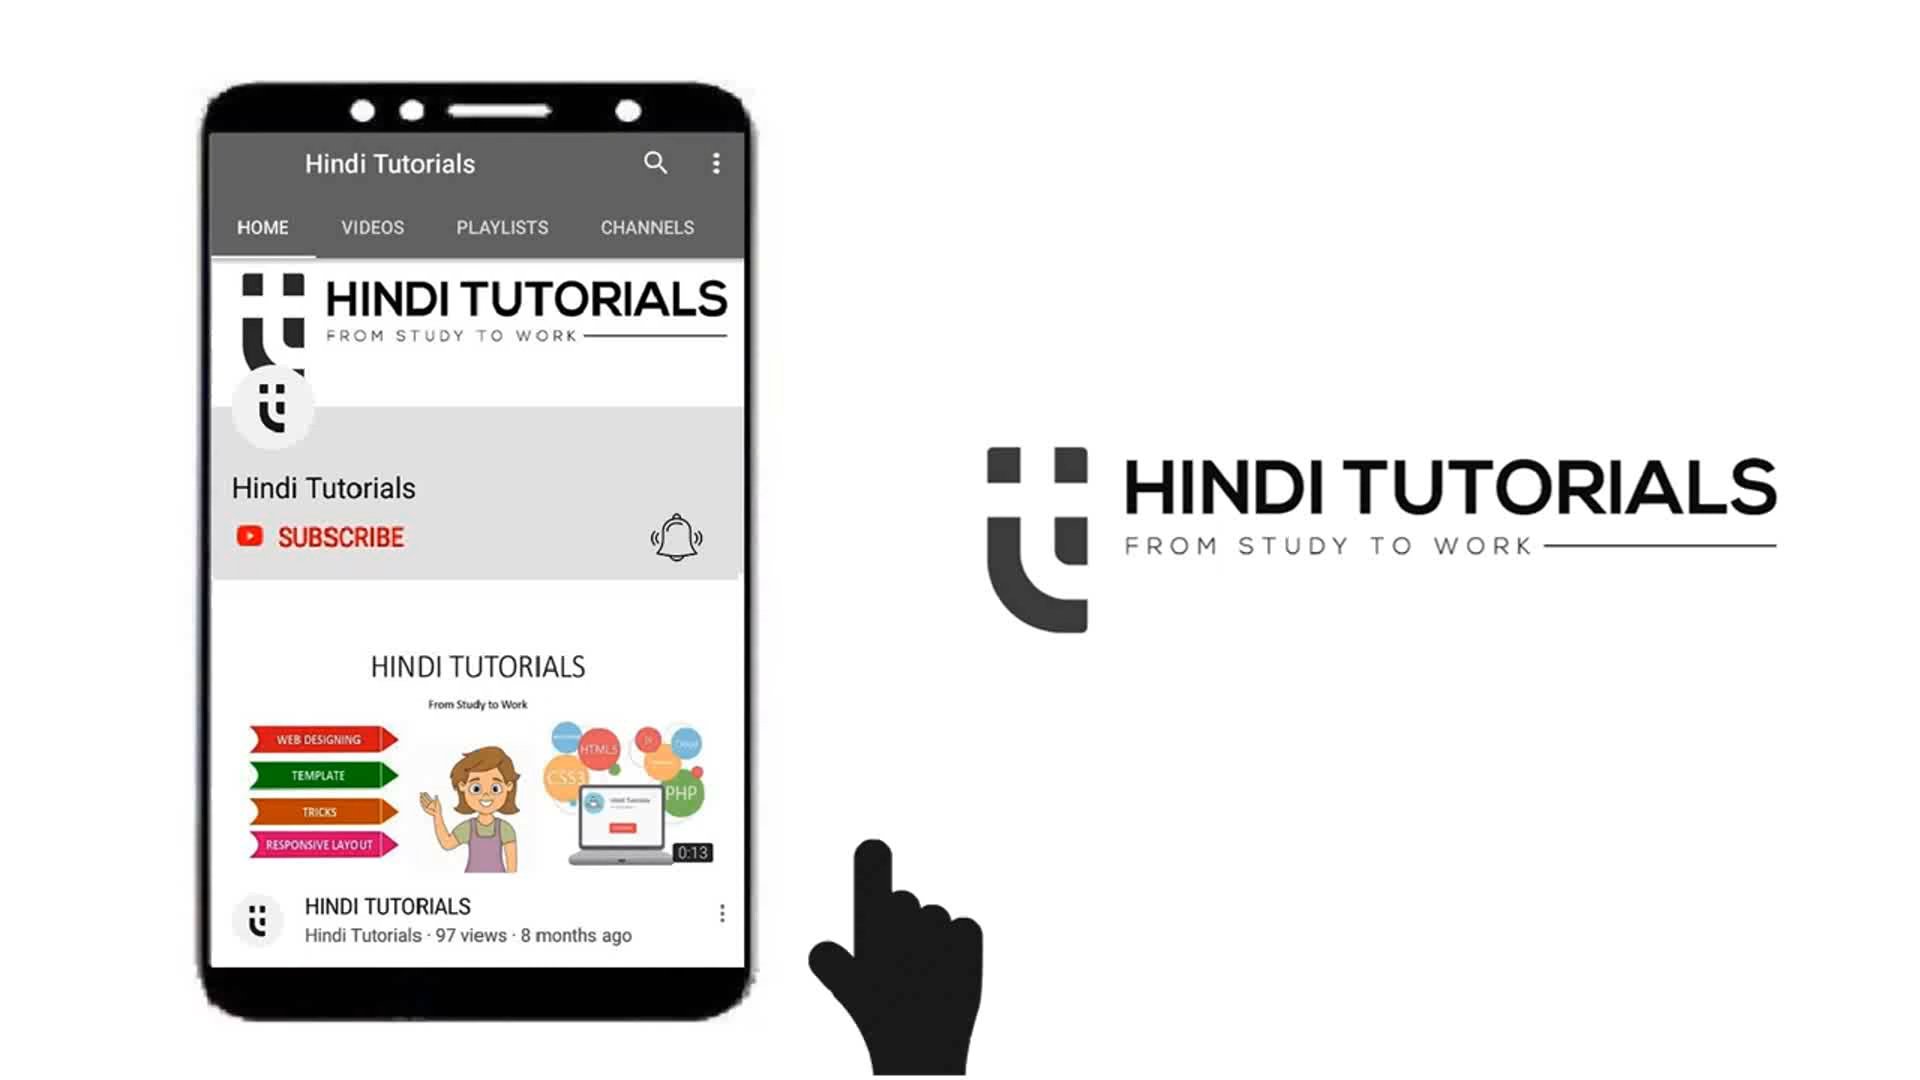 Hindi Tutorials
HOME VIDEOS PLAYLISTS CHANNELS
HINDI TUTORIALS
FROM STUDY TO WORK
Hindi Tutorials
SUBSCRIBE
HINDI TUTORIALS
From Study to Work
WEB DESIGNING
TEMPLATE
TRICKS
RESPONSIVE LAYOUT
HTML5
CSS3
PHP
0:13
HINDI TUTORIALS
Hindi Tutorials · 97 views · 8 months ago
HINDI TUTORIALS
FROM STUDY TO WORK